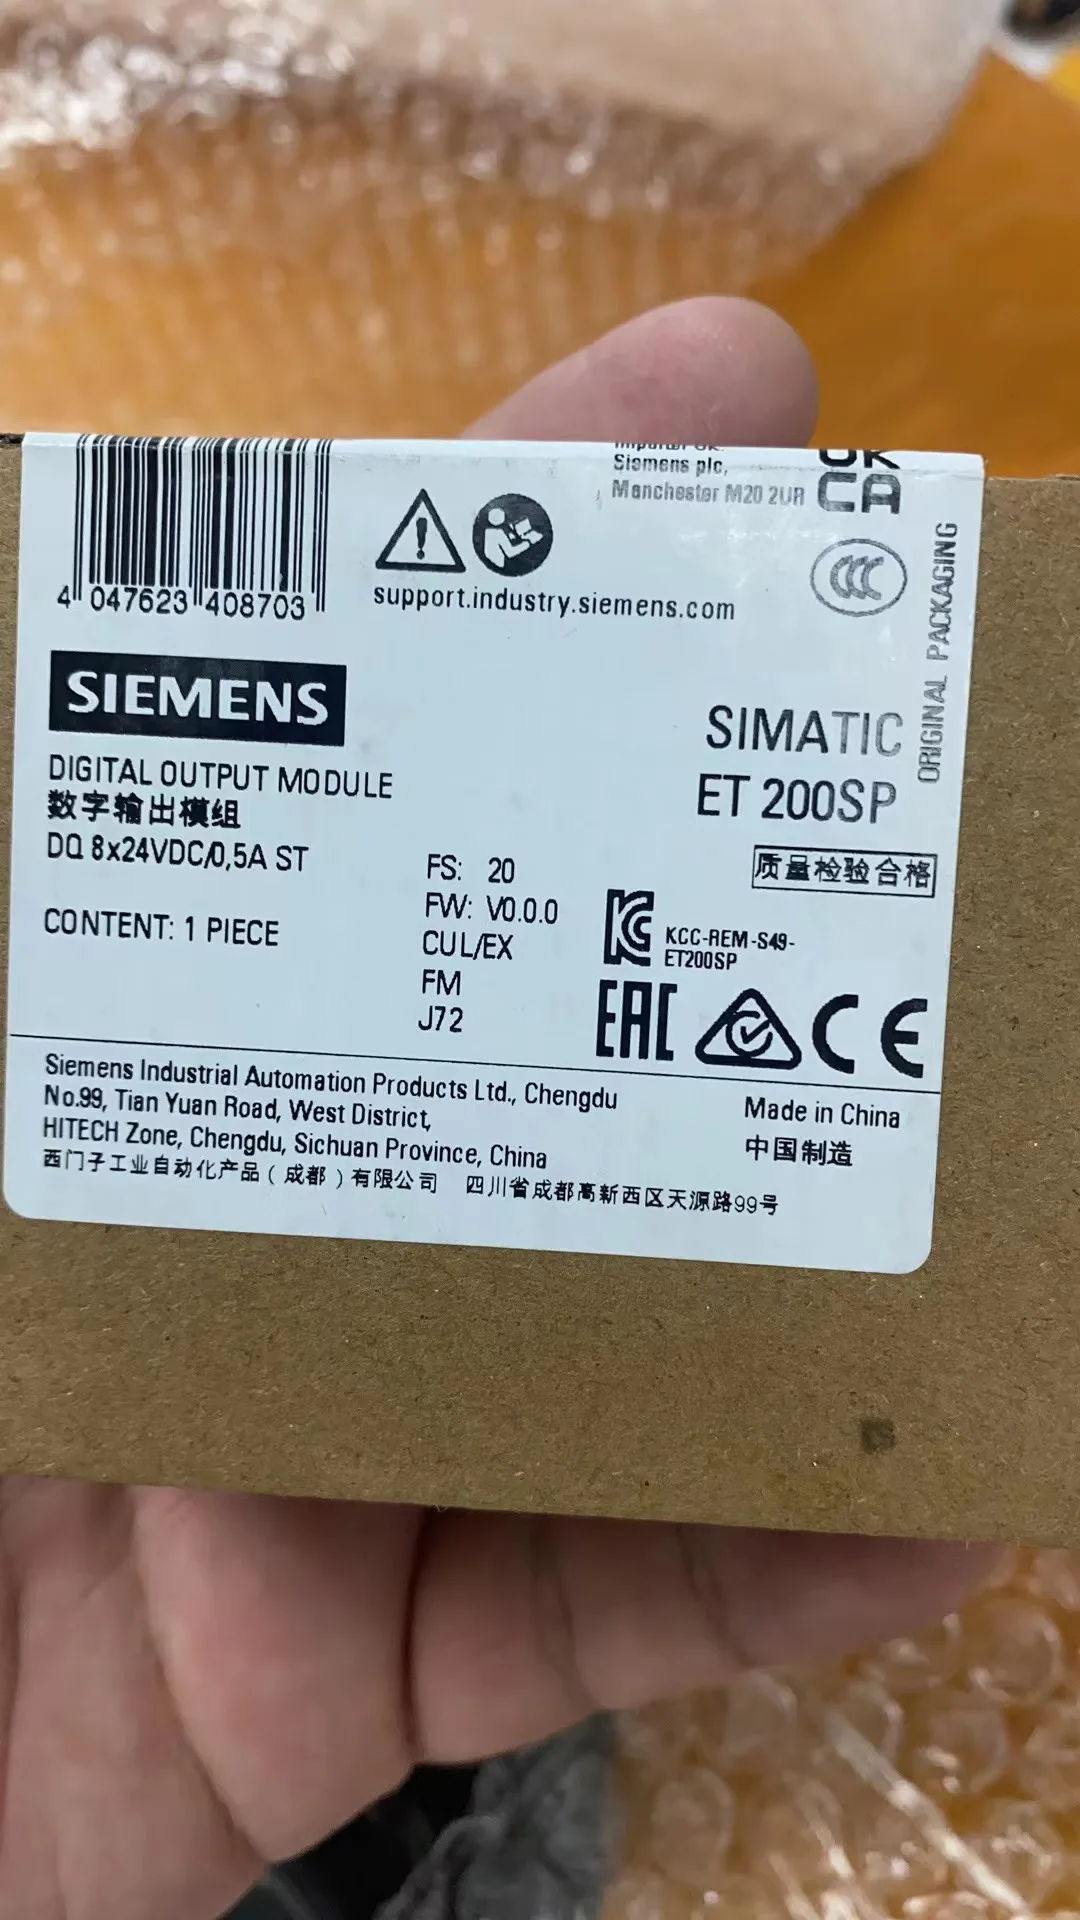 Siemens plc,
Manchester M20 2UR
UK
CA
4 047623 408703
support.industry.siemens.com
CCC
ORIGINAL PACKAGING
SIEMENS
SIMATIC
ET 200SP
DIGITAL OUTPUT MODULE
数字输出模组
DQ 8x24VDC/0,5A ST
质量检验合格
CONTENT: 1 PIECE
FS: 20
FW: V0.0.0
CUL/EX
FM
J72
KCC-REM-S49-
ET200SP
EAC
CE
Siemens Industrial Automation Products Ltd., Chengdu
No.99, Tian Yuan Road, West District,
HITECH Zone, Chengdu, Sichuan Province, China
西门子工业自动化产品(成都)有限公司 四川省成都高新西区天源路99号
Made in China
中国制造